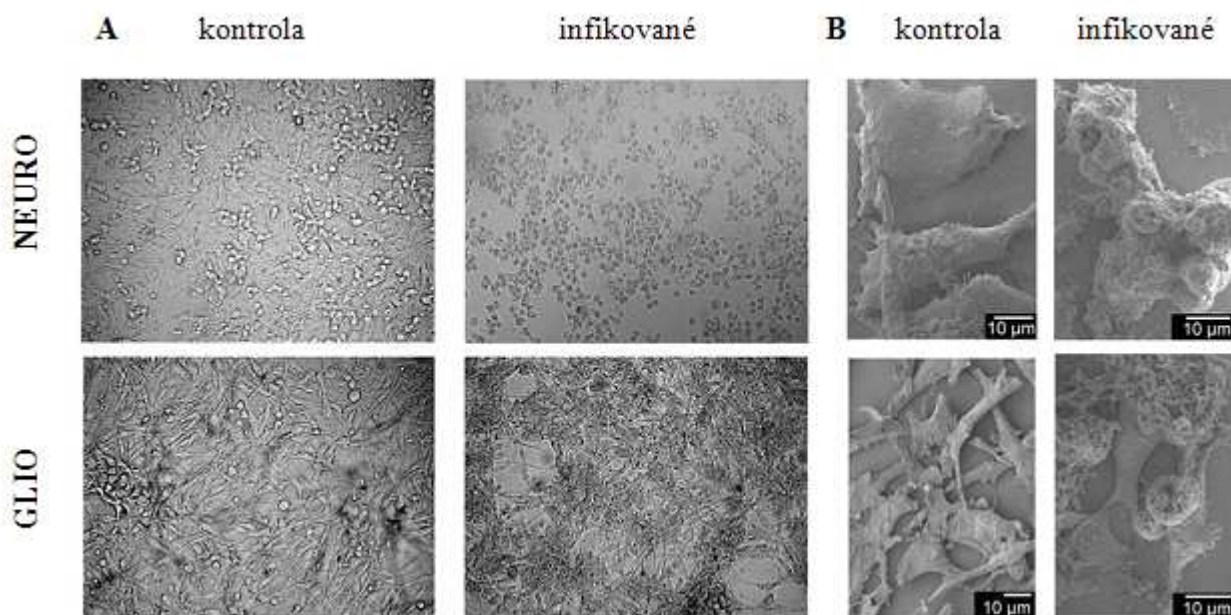 A kontrola infikované B kontrola infikované
NEURO
10 µm 10 µm
GLIO
10 µm 10 µm